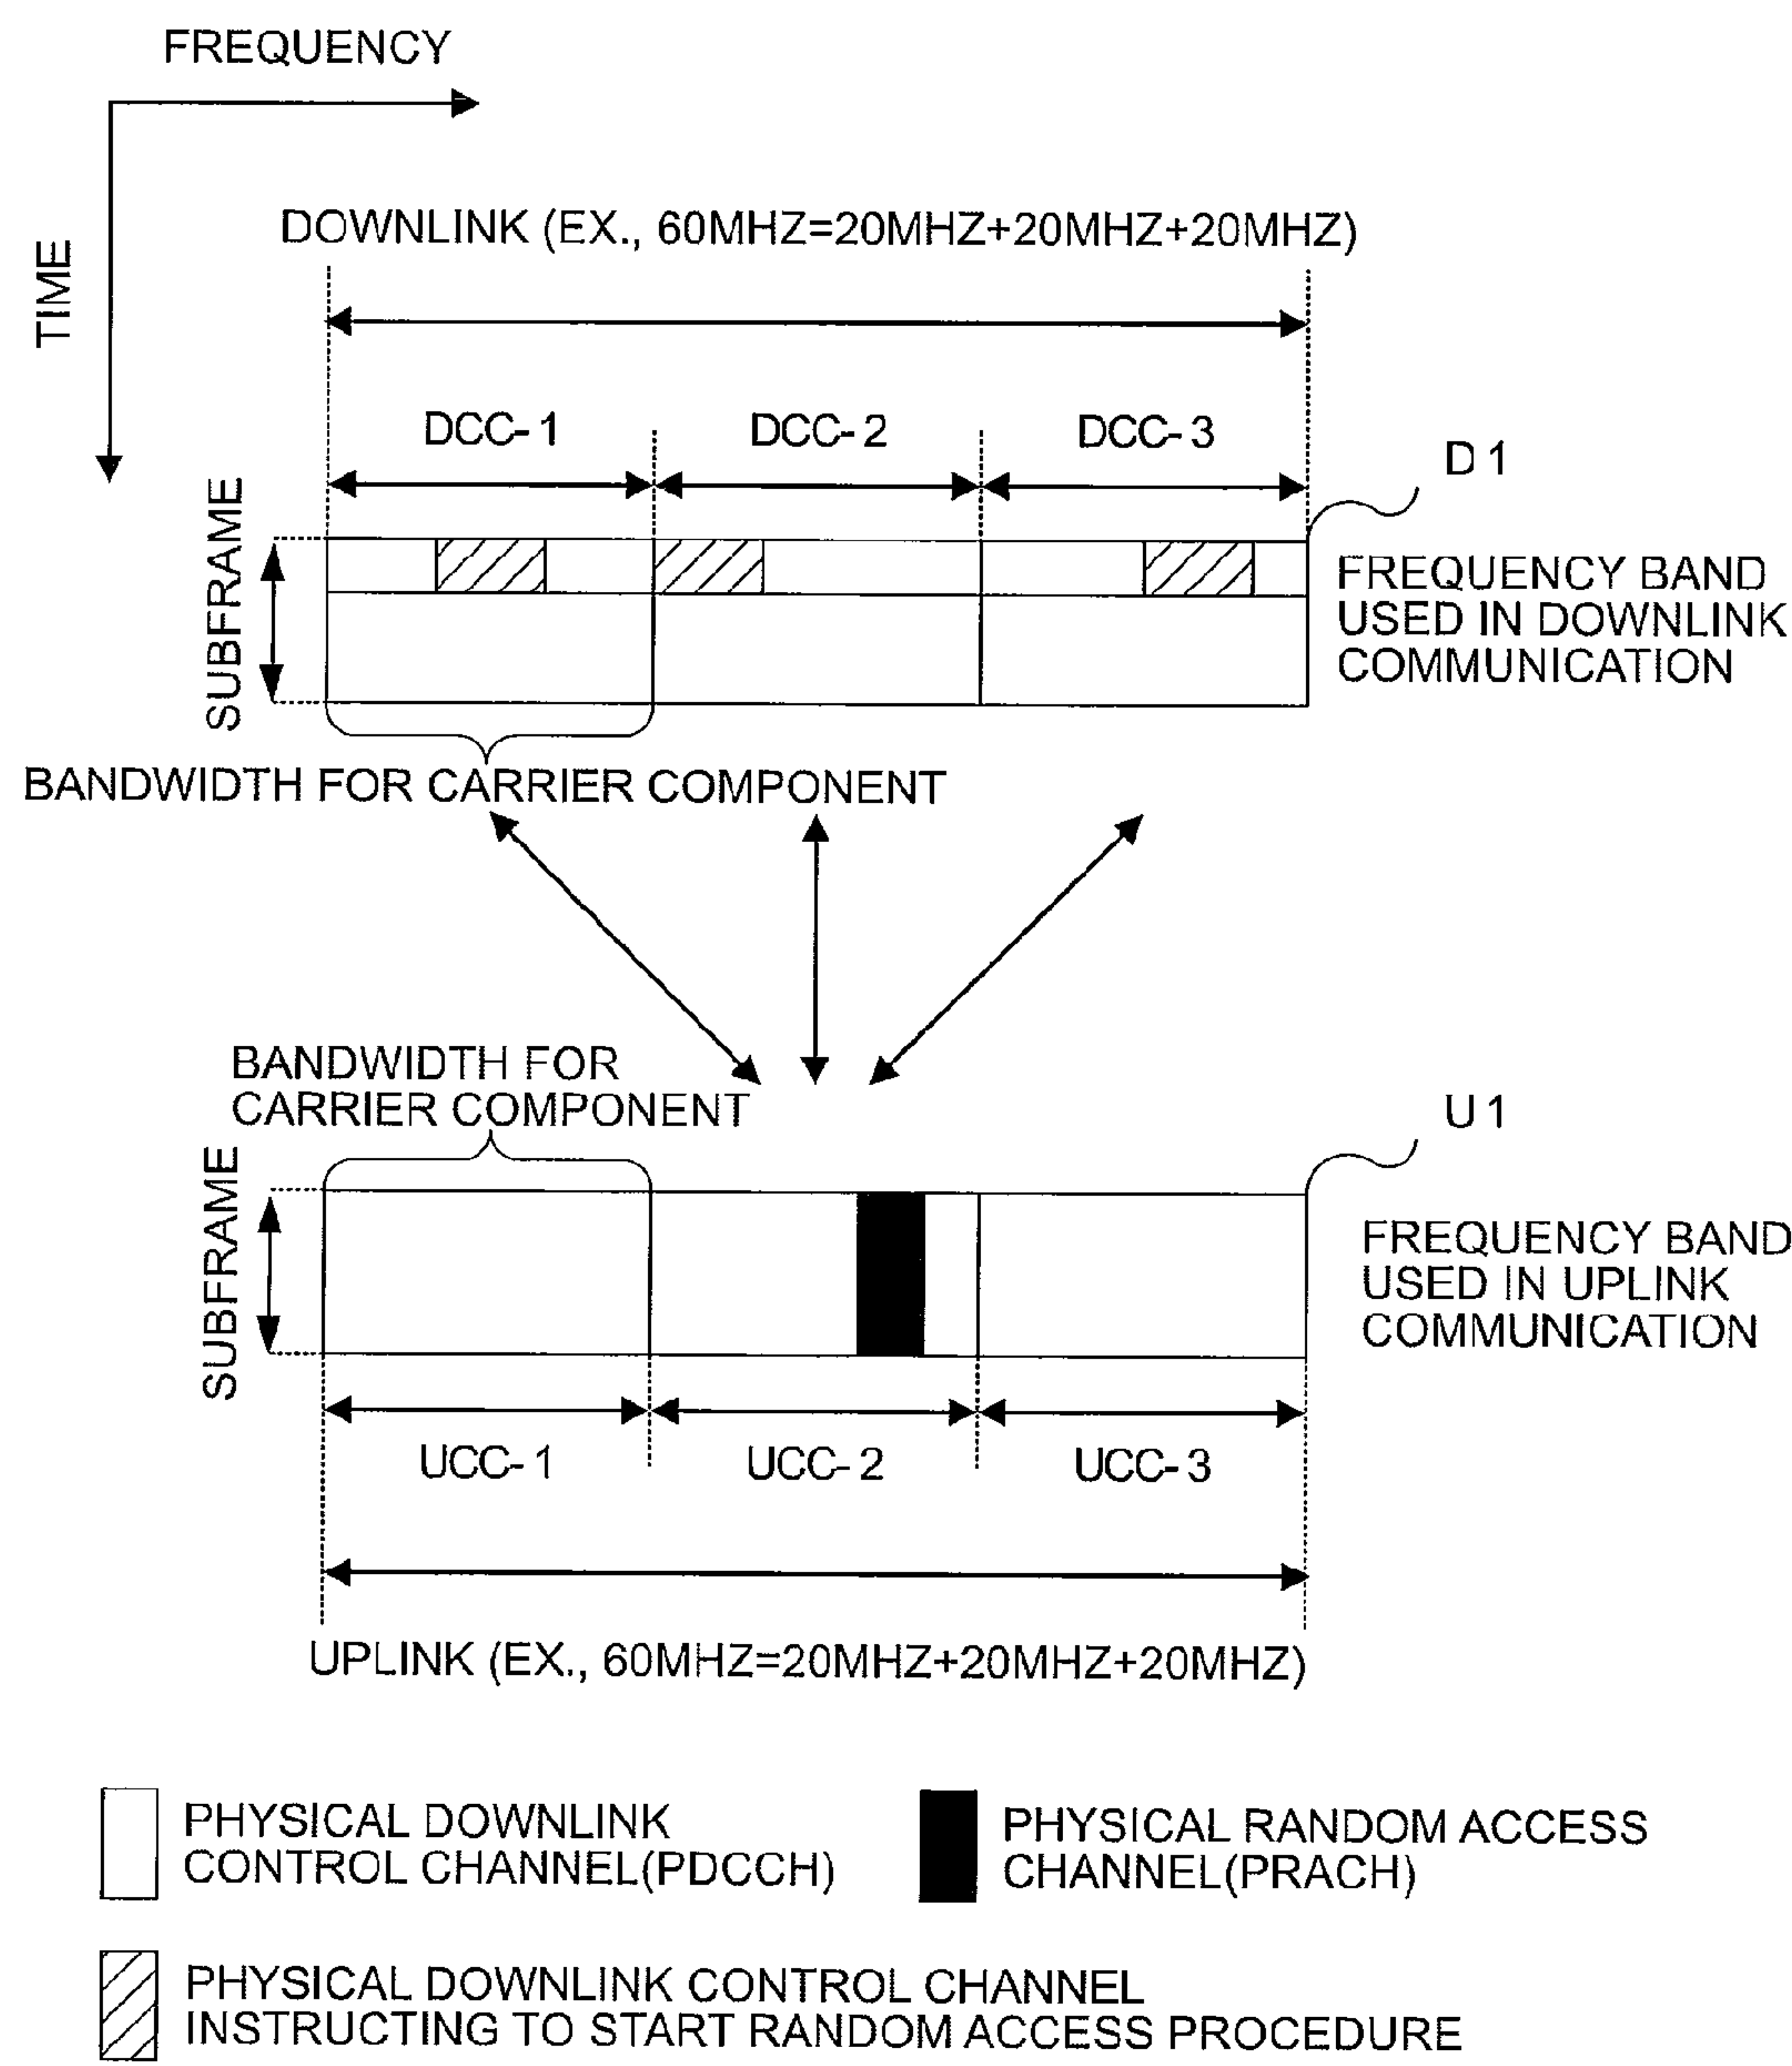 FREQUENCY
TIME
DOWNLINK (EX., 60MHZ=20MHZ+20MHZ+20MHZ)
DCC-1
DCC-2
DCC-3
D1
SUBFRAME
FREQUENCY BAND
USED IN DOWNLINK
COMMUNICATION
BANDWIDTH FOR CARRIER COMPONENT
BANDWIDTH FOR
CARRIER COMPONENT
U1
SUBFRAME
FREQUENCY BAND
USED IN UPLINK
COMMUNICATION
UCC-1
UCC-2
UCC-3
UPLINK (EX., 60MHZ=20MHZ+20MHZ+20MHZ)
PHYSICAL DOWNLINK
CONTROL CHANNEL(PDCCH)
PHYSICAL RANDOM ACCESS
CHANNEL(PRACH)
PHYSICAL DOWNLINK CONTROL CHANNEL
INSTRUCTING TO START RANDOM ACCESS PROCEDURE